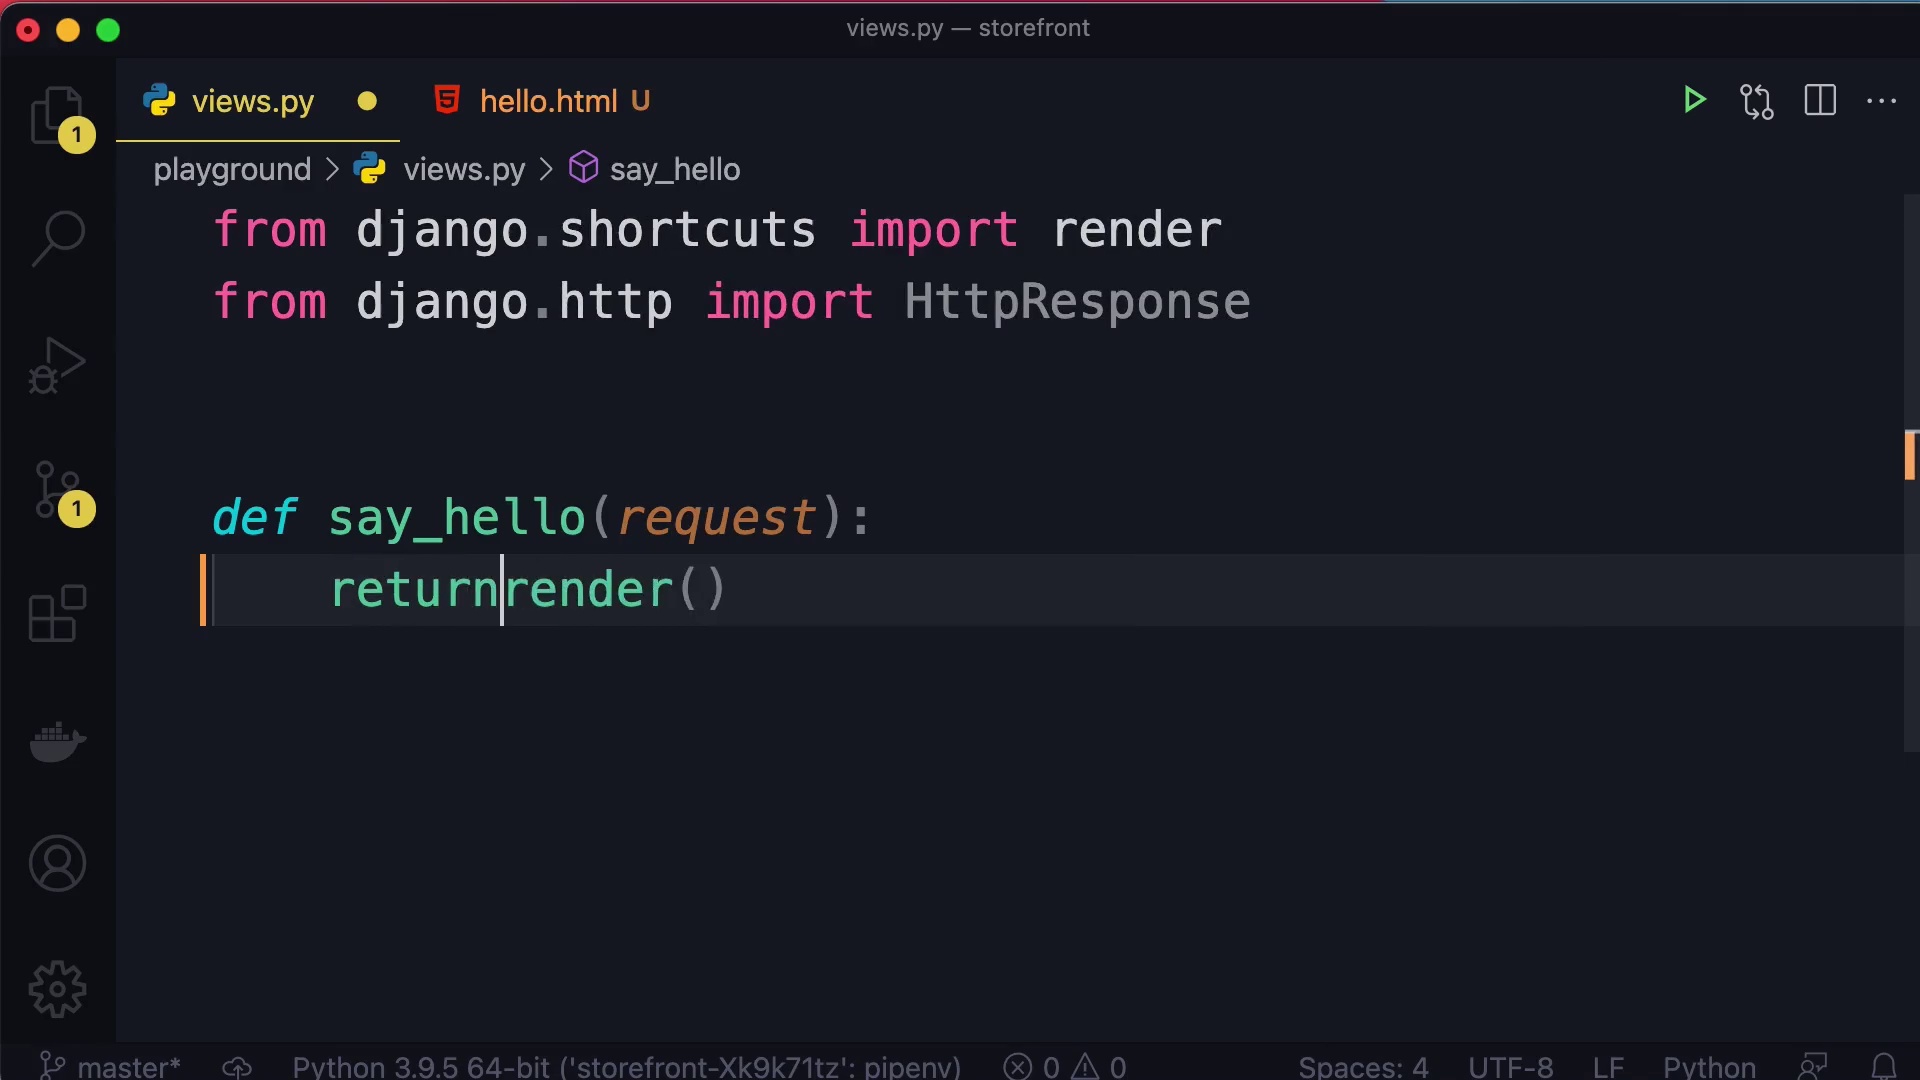 views.py — storefront
views.py
hello.html U
playground > views.py > say_hello
from django.shortcuts import render
from django.http import HttpResponse
def say_hello(request):
returnrender()
1
1
master*
Python 3.9.5 64-bit ('storefront-Xk9k71tz': pipenv)
0
0
Spaces: 4
UTF-8
LF
Python